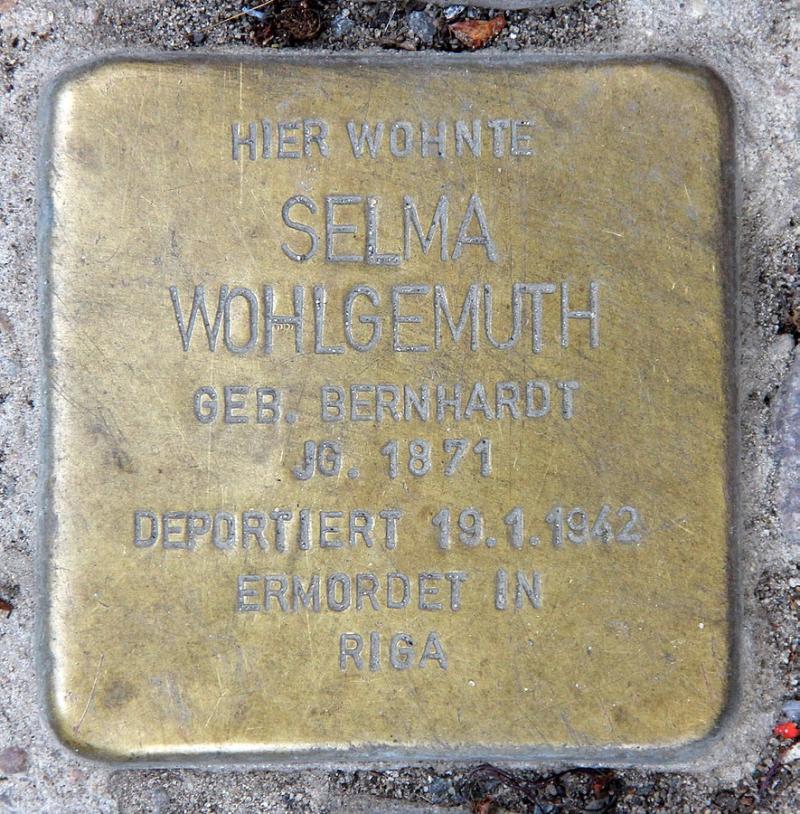 HIER WOHNTE
SELMA
WOHLGEMUTH
GEB. BERNHARDT
JG. 1871
DEPORTIERT 19.1.1942
ERMORDET IN
RIGA